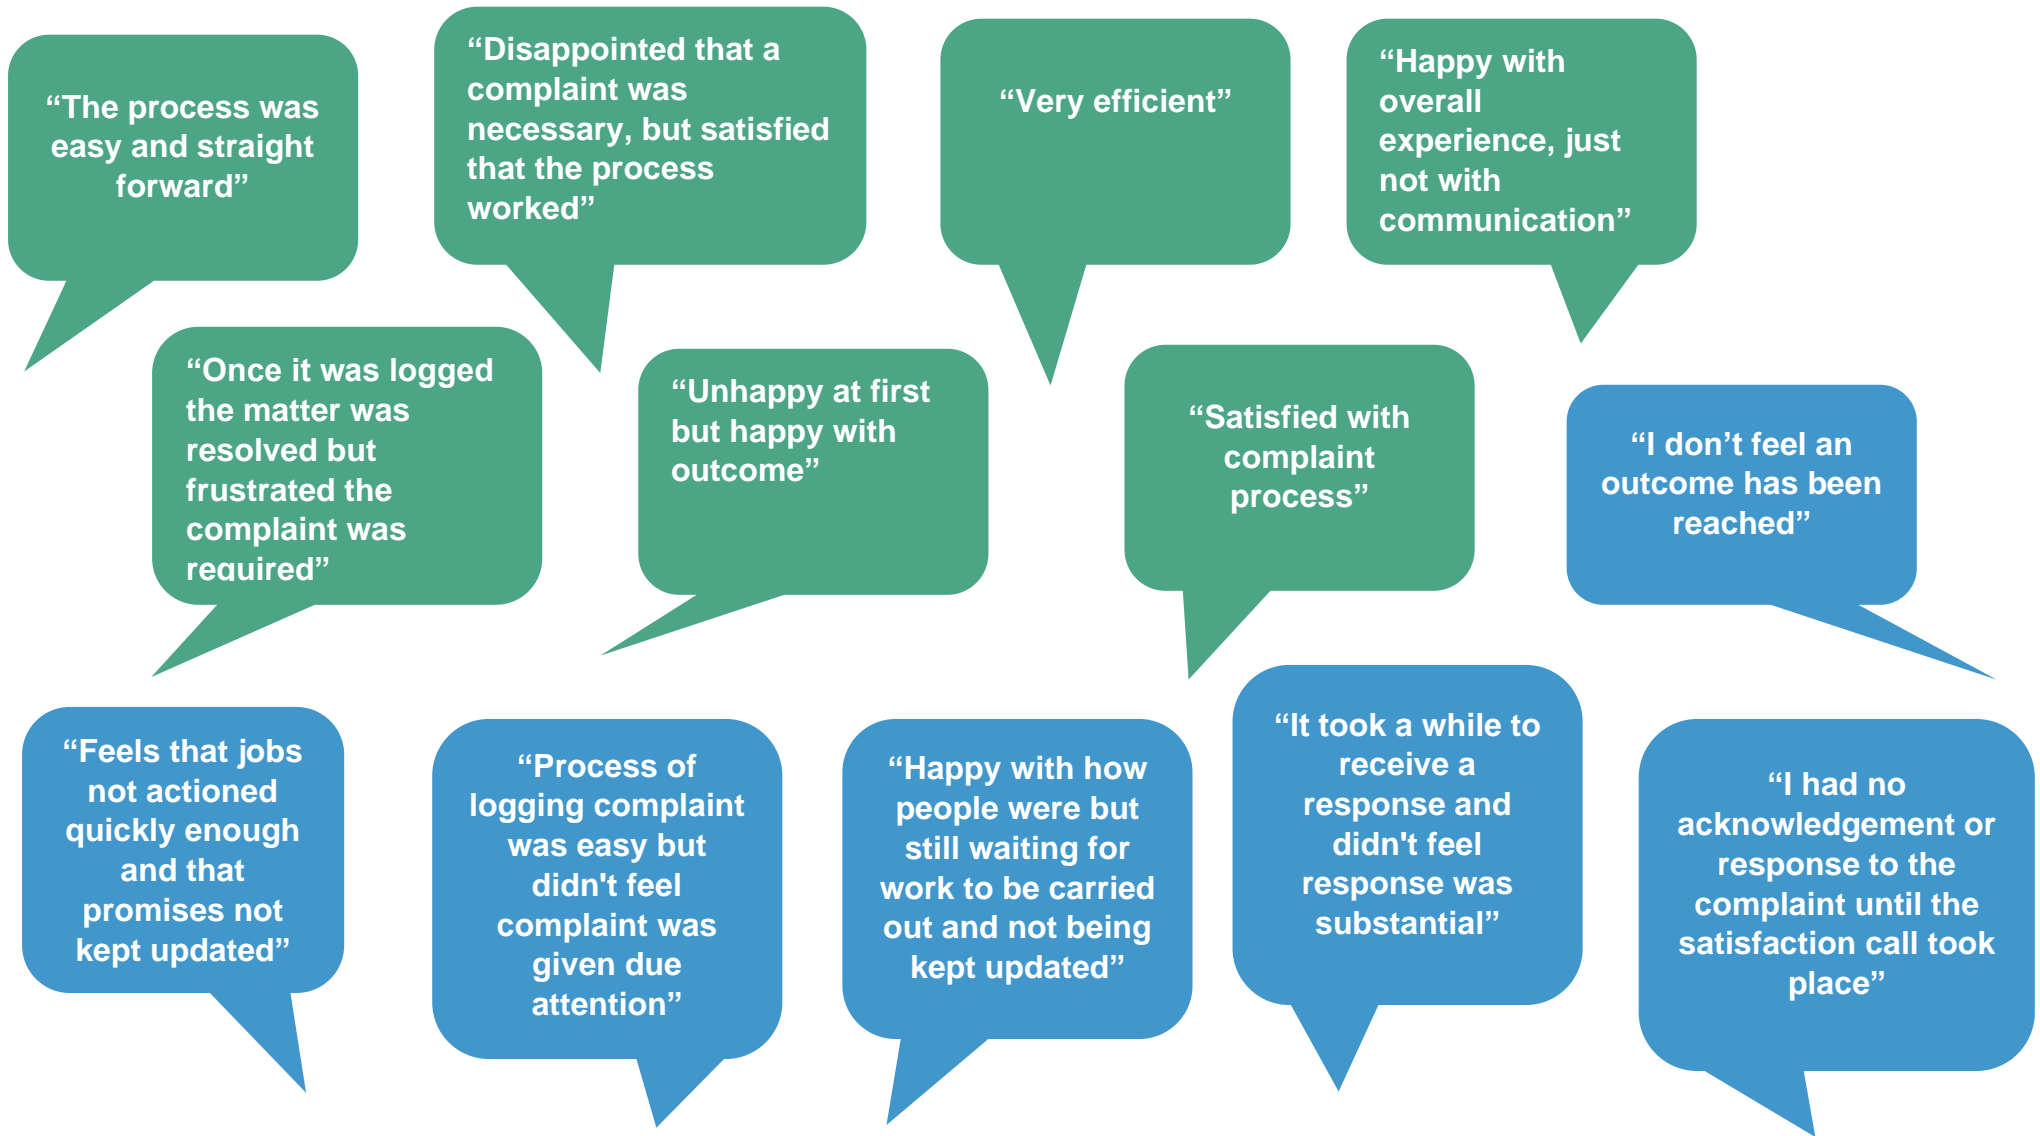 “The process was
easy and straight
forward”
“Disappointed that a
complaint was
necessary, but satisfied
that the process
worked”
“Very efficient”
“Happy with
overall
experience, just
not with
communication”
“Once it was logged
the matter was
resolved but
frustrated the
complaint was
required”
“Unhappy at first
but happy with
outcome”
“Satisfied with
complaint
process”
“I don’t feel an
outcome has been
reached”
“Feels that jobs
not actioned
quickly enough
and that
promises not
kept updated”
“Process of
logging complaint
was easy but
didn't feel
complaint was
given due
attention”
“Happy with how
people were but
still waiting for
work to be carried
out and not being
kept updated”
“It took a while to
receive a
response and
didn't feel
response was
substantial”
“I had no
acknowledgement or
response to the
complaint until the
satisfaction call took
place”